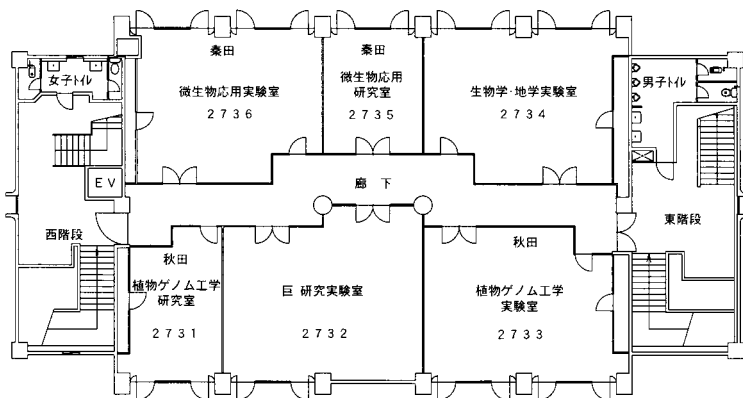 秦田
微生物応用実験室
2736
秦田
微生物応用
研究室
2735
生物学・地学実験室
2734
女子トイレ
男子トイレ
EV
廊下
西階段
東階段
秋田
植物ゲノム工学
研究室
2731
巨 研究実験室
2732
秋田
植物ゲノム工学
実験室
2733